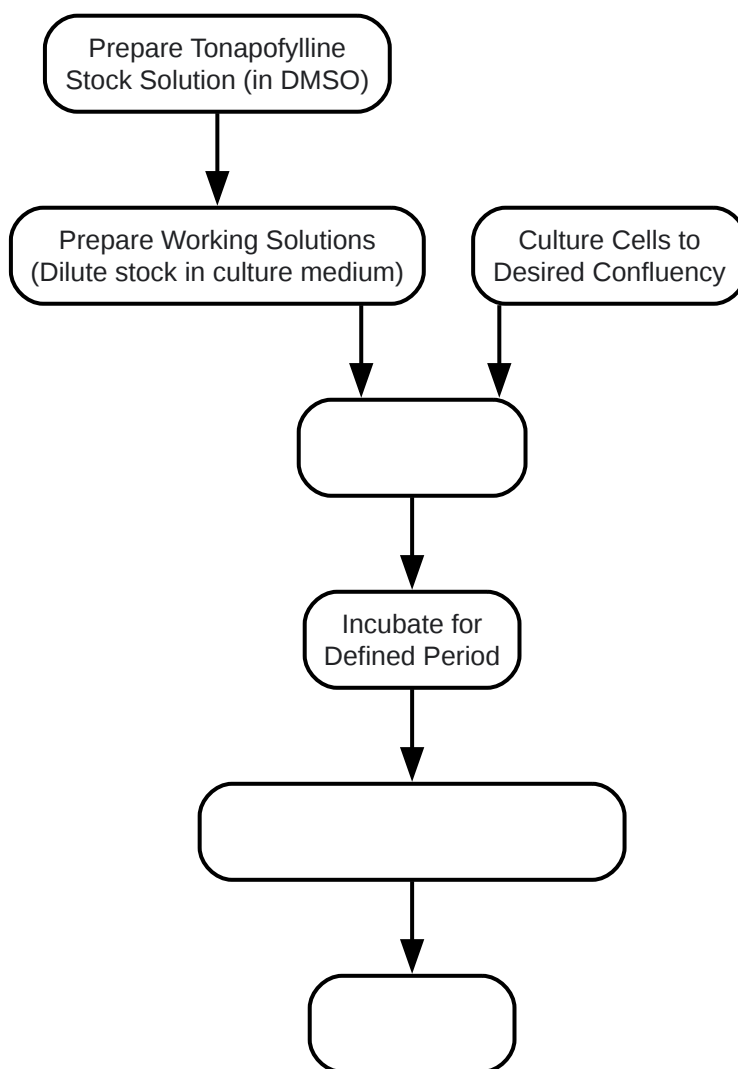 Prepare Tonapofylline
Stock Solution (in DMSO)
Prepare Working Solutions
(Dilute stock in culture medium)
Culture Cells to
Desired Confluency
Incubate for
Defined Period